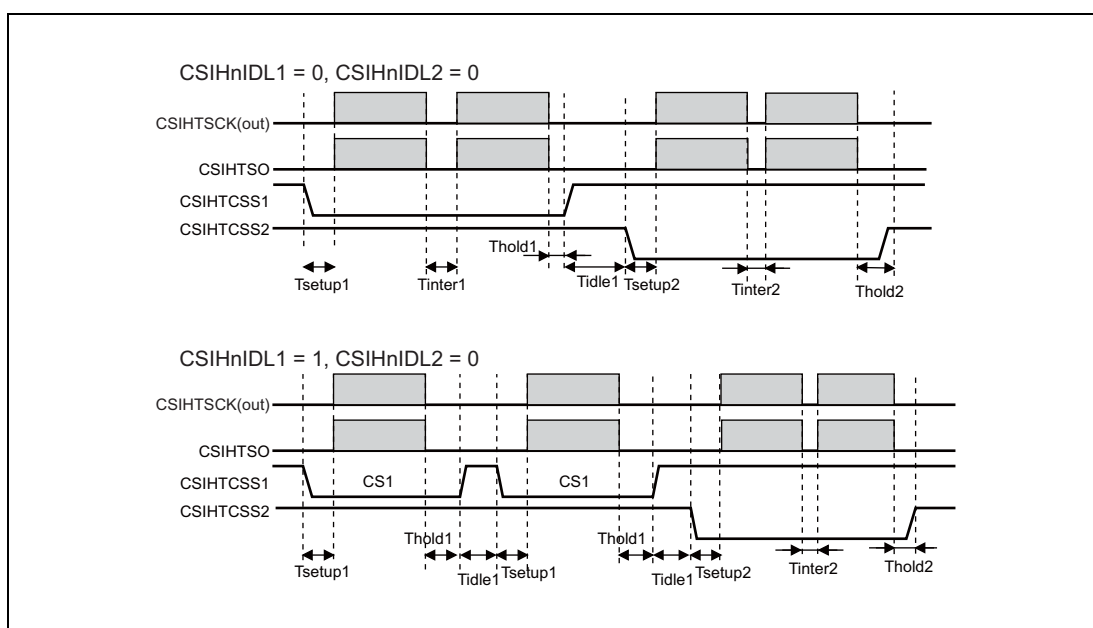 CSIHnIDL1 = 0, CSIHnIDL2 = 0
CSIHTSCK(out)
CSIHTSO
CSIHTCSS1
CSIHTCSS2
Thold1
Tsetup1
Tinter1
Tidle1
Tsetup2
Tinter2
Thold2
CSIHnIDL1 = 1, CSIHnIDL2 = 0
CSIHTSCK(out)
CSIHTSO
CSIHTCSS1
CS1
CS1
CSIHTCSS2
Thold1
Thold1
Tsetup1
Tidle1
Tsetup1
Tidle1
Tsetup2
Tinter2
Thold2